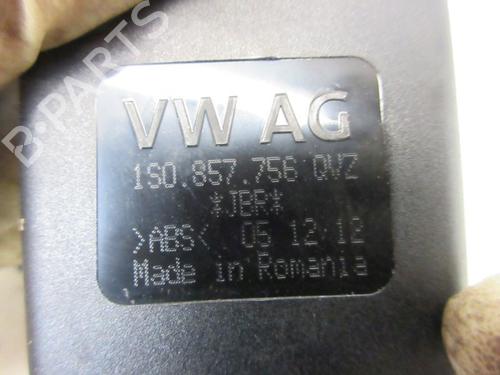 VW AG
1S0.857.756 QVZ
*JBR*
>ABS< 05 12/12
Made in Romania
B-PARTS